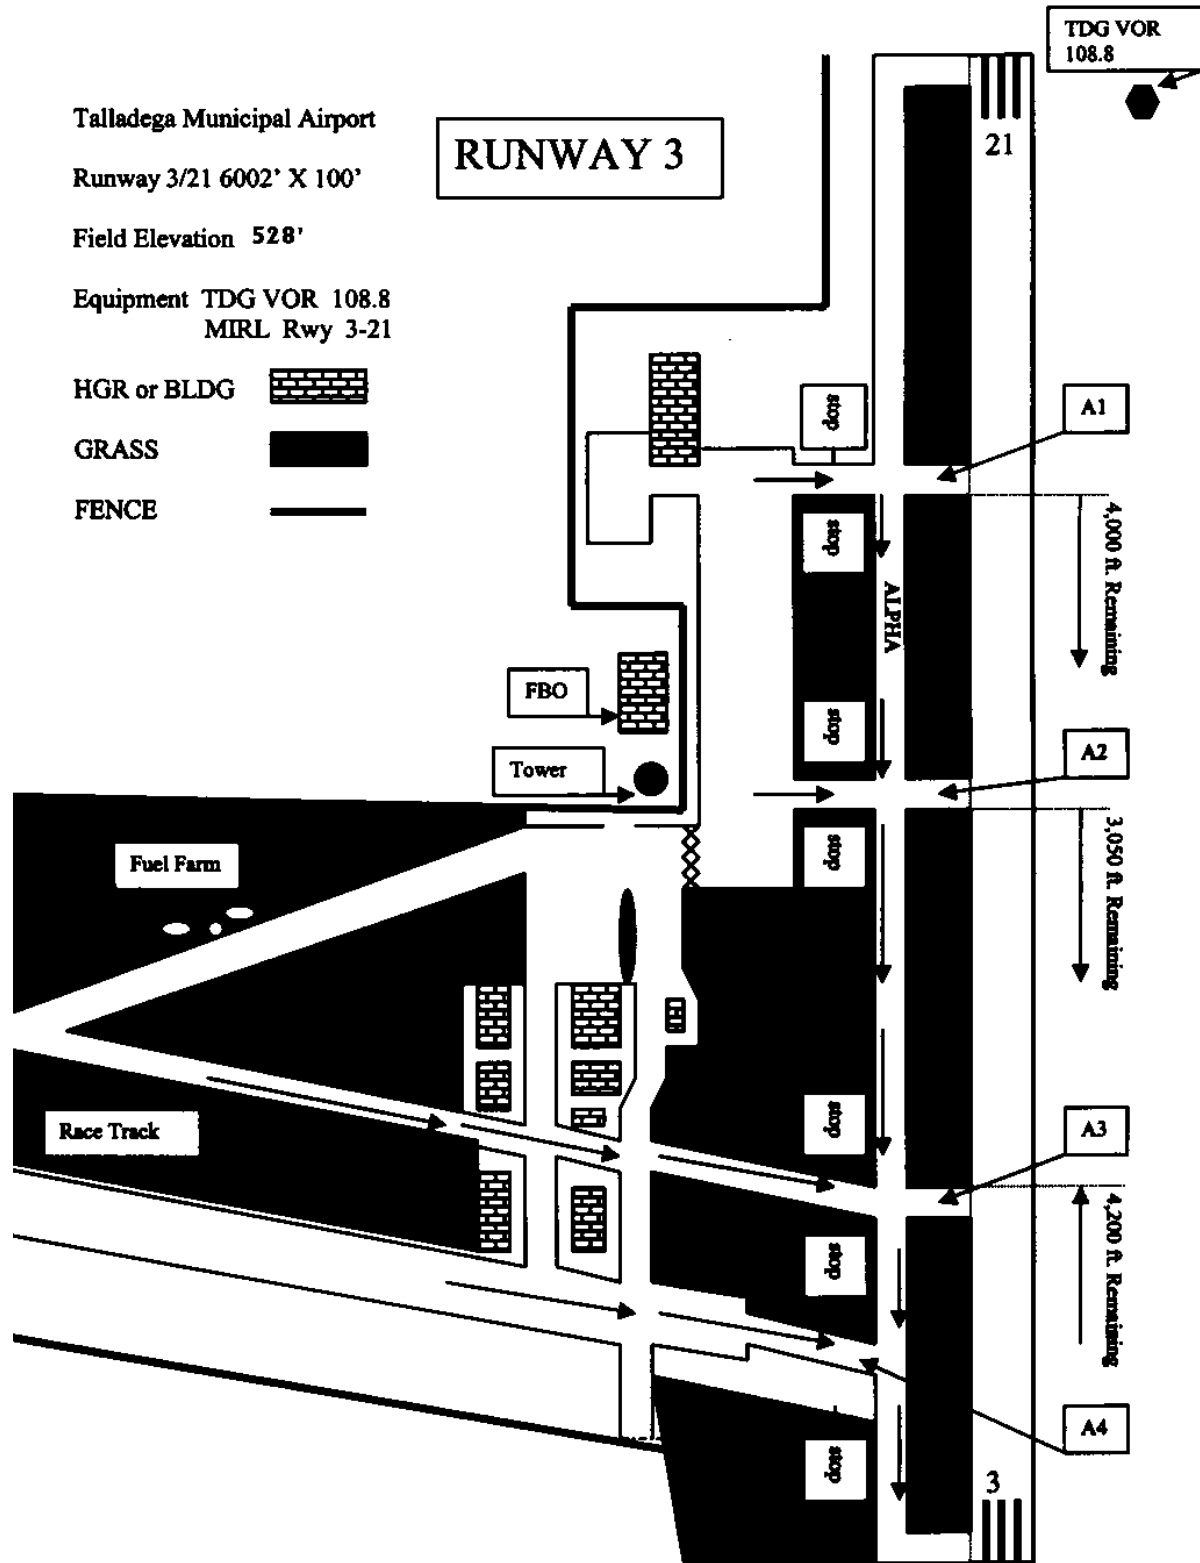 TDG VOR
108.8
Talladega Municipal Airport
RUNWAY 3
Runway 3/21 6002' X 100'
Field Elevation 528'
Equipment TDG VOR 108.8
MIRL Rwy 3-21
HGR or BLDG
GRASS
FENCE
21
stop
A1
4,000 ft. Remaining
stop
ALPHA
FBO
stop
A2
Tower
3,050 ft. Remaining
stop
Fuel Farm
Race Track
stop
A3
4,200 ft. Remaining
stop
A4
stop
3